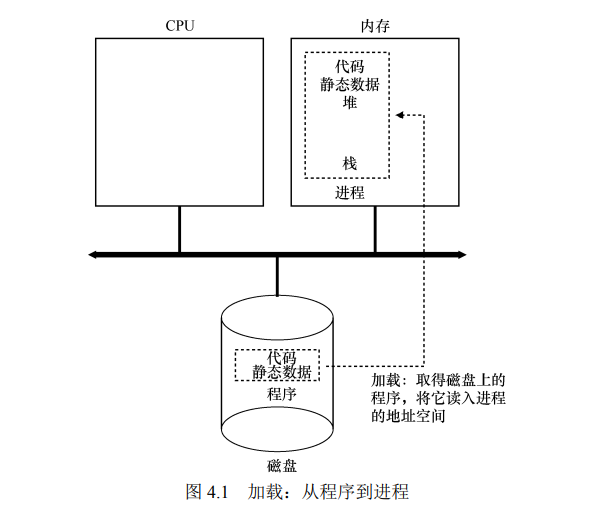 CPU
内存
代码
静态数据
堆
栈
进程
代码
静态数据
程序
加载：取得磁盘上的
程序，将它读入进程
的地址空间
磁盘
图 4.1 加载：从程序到进程